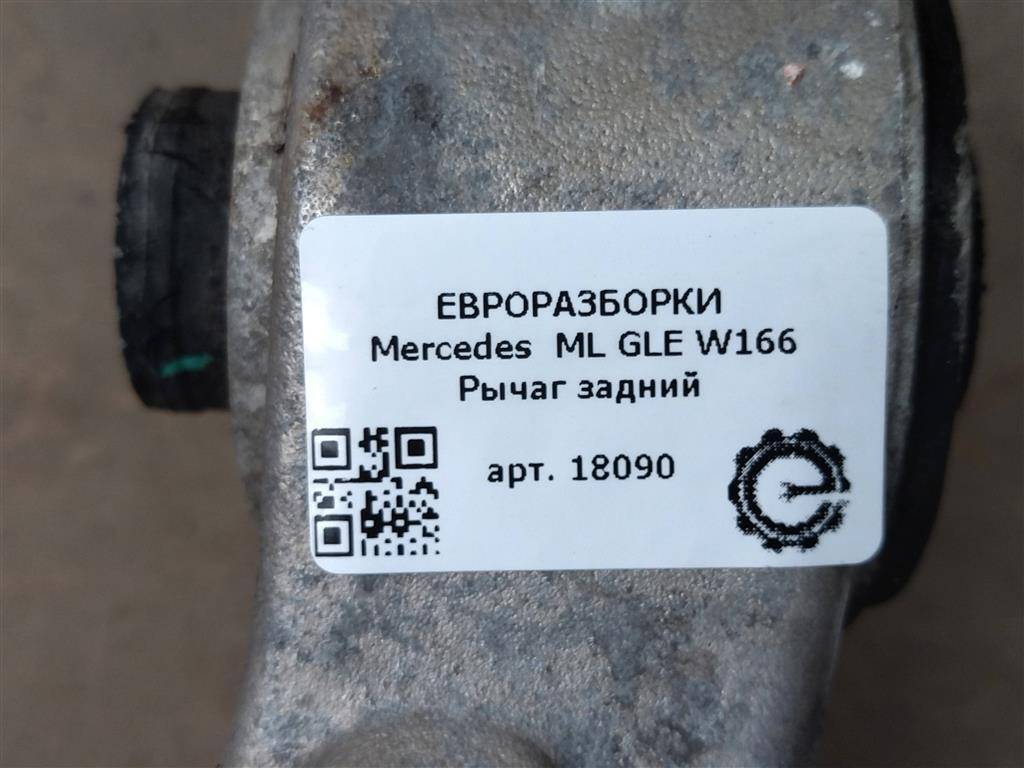 ЕВРОРАЗБОРКИ
Mercedes ML GLE W166
Рычаг задний
арт. 18090